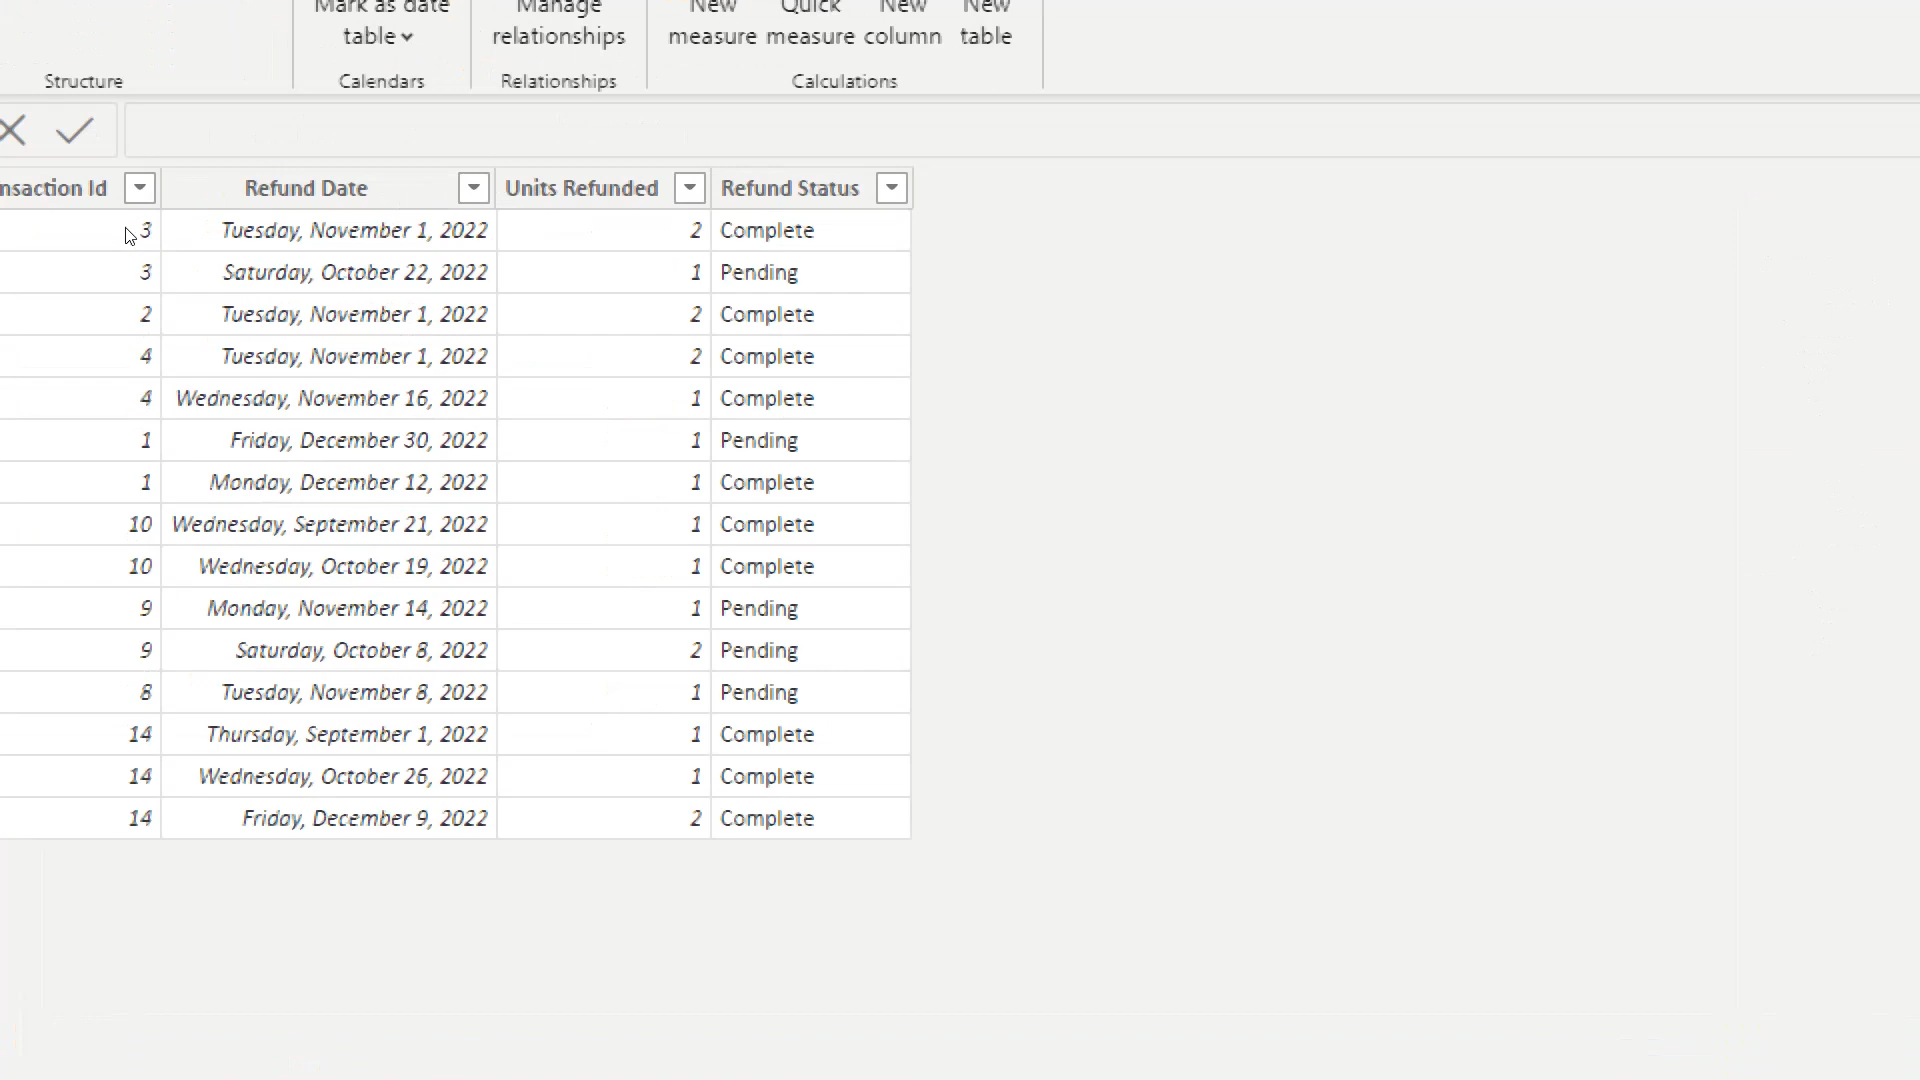 Mark as date Manage New Quick New New
table relationships measure measure column table
Structure Calendars Relationships Calculations
nsaction Id Refund Date Units Refunded Refund Status
3 Tuesday, November 1, 2022 2 Complete
3 Saturday, October 22, 2022 1 Pending
2 Tuesday, November 1, 2022 2 Complete
4 Tuesday, November 1, 2022 2 Complete
4 Wednesday, November 16, 2022 1 Complete
1 Friday, December 30, 2022 1 Pending
1 Monday, December 12, 2022 1 Complete
10 Wednesday, September 21, 2022 1 Complete
10 Wednesday, October 19, 2022 1 Complete
9 Monday, November 14, 2022 1 Pending
9 Saturday, October 8, 2022 2 Pending
8 Tuesday, November 8, 2022 1 Pending
14 Thursday, September 1, 2022 1 Complete
14 Wednesday, October 26, 2022 1 Complete
14 Friday, December 9, 2022 2 Complete